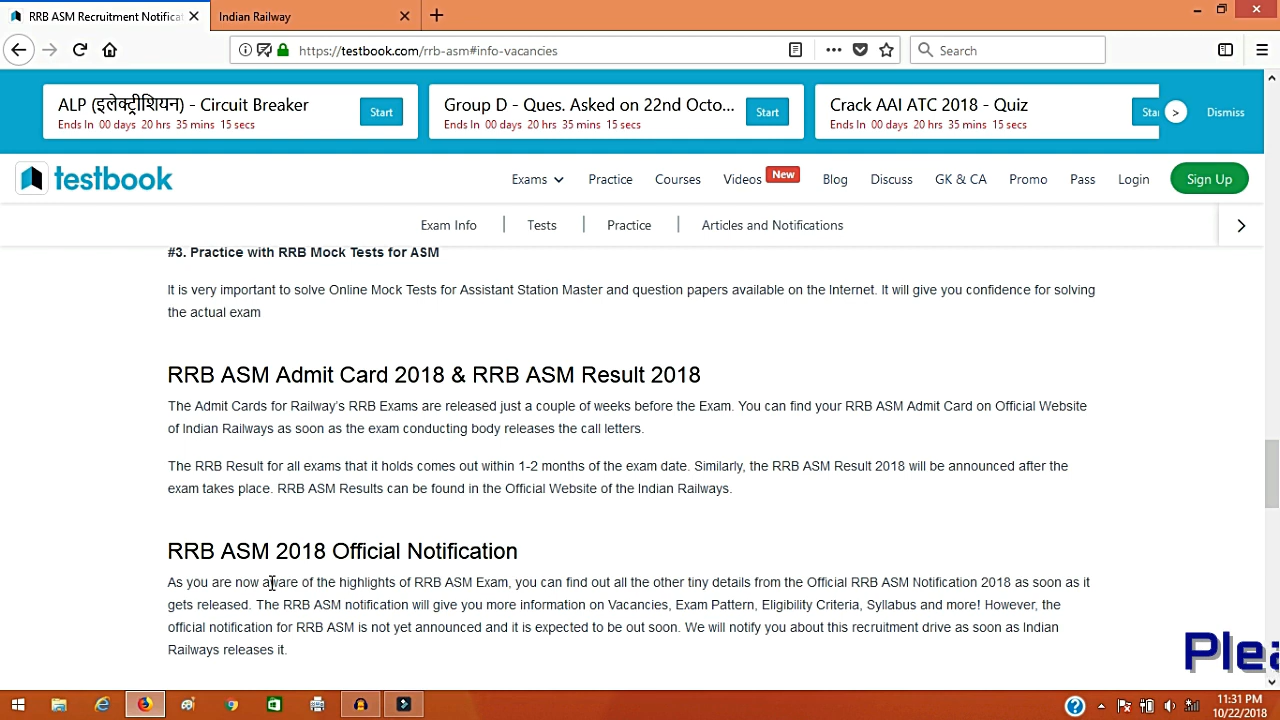 RRB ASM Recruitment Notifica
Indian Railway
https://testbook.com/rrb-asm#info-vacancies
Search
ALP (इलेक्ट्रीशियन) - Circuit Breaker
Ends In 00 days 20 hrs 35 mins 15 secs
Start
Group D - Ques. Asked on 22nd Octo...
Ends In 00 days 20 hrs 35 mins 15 secs
Start
Crack AAI ATC 2018 - Quiz
Ends In 00 days 20 hrs 35 mins 15 secs
Star
Dismiss
testbook
Exams
Practice
Courses
Videos New
Blog
Discuss
GK & CA
Promo
Pass
Login
Sign Up
Exam Info
Tests
Practice
Articles and Notifications
#3. Practice with RRB Mock Tests for ASM
It is very important to solve Online Mock Tests for Assistant Station Master and question papers available on the Internet. It will give you confidence for solving
the actual exam
RRB ASM Admit Card 2018 & RRB ASM Result 2018
The Admit Cards for Railway's RRB Exams are released just a couple of weeks before the Exam. You can find your RRB ASM Admit Card on Official Website
of Indian Railways as soon as the exam conducting body releases the call letters.
The RRB Result for all exams that it holds comes out within 1-2 months of the exam date. Similarly, the RRB ASM Result 2018 will be announced after the
exam takes place. RRB ASM Results can be found in the Official Website of the Indian Railways.
RRB ASM 2018 Official Notification
As you are now aware of the highlights of RRB ASM Exam, you can find out all the other tiny details from the Official RRB ASM Notification 2018 as soon as it
gets released. The RRB ASM notification will give you more information on Vacancies, Exam Pattern, Eligibility Criteria, Syllabus and more! However, the
official notification for RRB ASM is not yet announced and it is expected to be out soon. We will notify you about this recruitment drive as soon as Indian
Railways releases it.
Plea
11:31 PM
10/22/2018